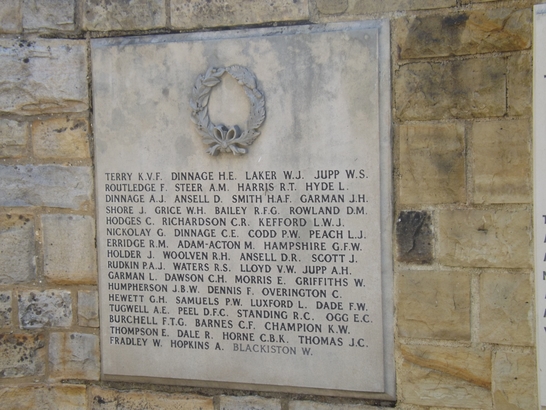 TERRY K.V.F. DINNAGE H.E. LAKER W.J. JUPP W.S.
ROUTLEDGE F. STEER A.M. HARRIS R.T. HYDE L.
DINNAGE A.J. ANSELL D. SMITH H.A.F. GARMAN J.H.
SHORE J. GRICE W.H. BAILEY R.F.G. ROWLAND D.M.
HODGES C. RICHARDSON C.R. KEFFORD L.W.J.
NICKOLAY G. DINNAGE C.E. CODD P.W. PEACH L.J.
ERRIDGE R.M. ADAM-ACTON M. HAMPSHIRE G.F.W.
HOLDER J. WOOLVEN R.H. ANSELL D.R. SCOTT J.
RUDKIN P.A.J. WATERS R.S. LLOYD V.W. JUPP A.H.
GARMAN L. DAWSON C.H. MORRIS E. GRIFFITHS W.
HUMPHERSON J.B.W. DENNIS F. OVERINGTON C.
HEWETT G.H. SAMUELS P.W. LUXFORD L. DADE F.W.
TUGWELL A.E. PEEL D.F.C. STANDING R.C. OGG E.C.
BURCHELL F.T.G. BARNES C.F. CHAMPION K.W.
THOMPSON E. DALE R. HORNE C.B.K. THOMAS J.C.
FRADLEY W. HOPKINS A. BLACKISTON W.